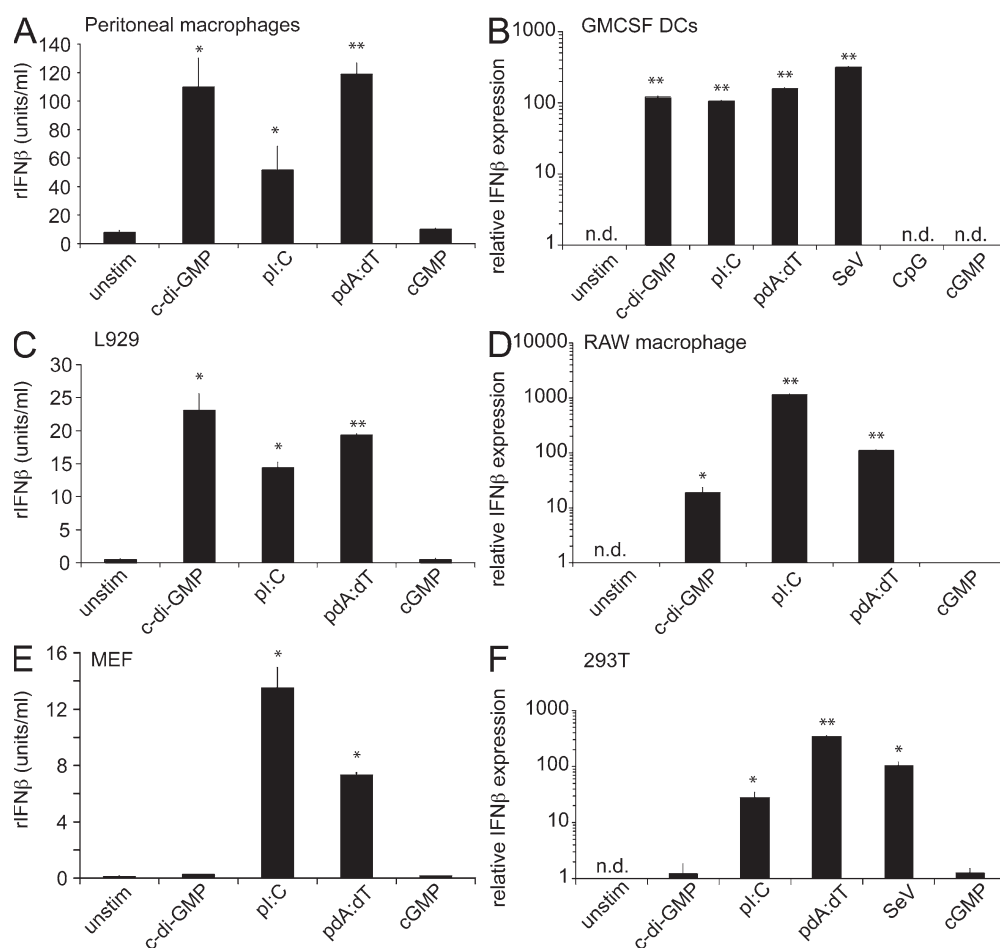 A Peritoneal macrophages
rIFNβ (units/ml)
140
120
100
80
60
40
20
0
* * **
unstim
c-di-GMP
pI:C
pdA:dT
cGMP
B GMCSF DCs
relative IFNβ expression
1000
100
10
1
** ** ** **
n.d. n.d. n.d.
unstim
c-di-GMP
pI:C
pdA:dT
SeV
CpG
cGMP
C L929
rIFNβ (units/ml)
30
25
20
15
10
5
0
* * **
unstim
c-di-GMP
pI:C
pdA:dT
cGMP
D RAW macrophage
relative IFNβ expression
10000
1000
100
10
1
* ** **
n.d.
unstim
c-di-GMP
pI:C
pdA:dT
cGMP
E MEF
rIFNβ (units/ml)
16
12
8
4
0
* *
unstim
c-di-GMP
pI:C
pdA:dT
cGMP
F 293T
relative IFNβ expression
1000
100
10
1
* ** *
n.d.
unstim
c-di-GMP
pI:C
pdA:dT
SeV
cGMP